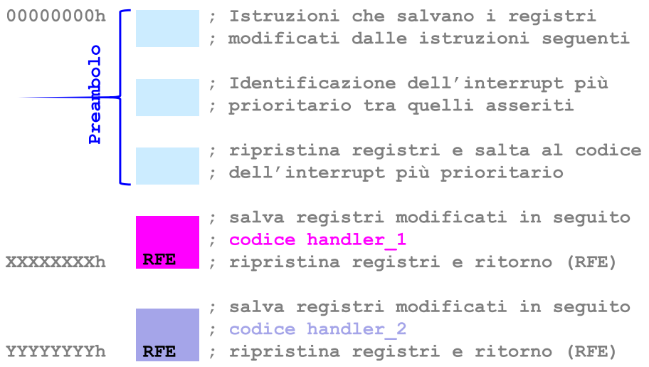 00000000h ; Istruzioni che salvano i registri
; modificati dalle istruzioni seguenti
Preambolo
; Identificazione dell'interrupt più
; prioritario tra quelli asseriti
; ripristina registri e salta al codice
; dell'interrupt più prioritario
; salva registri modificati in seguito
; codice handler_1
XXXXXXXXh RFE ; ripristina registri e ritorno (RFE)
; salva registri modificati in seguito
; codice handler_2
YYYYYYYYh RFE ; ripristina registri e ritorno (RFE)